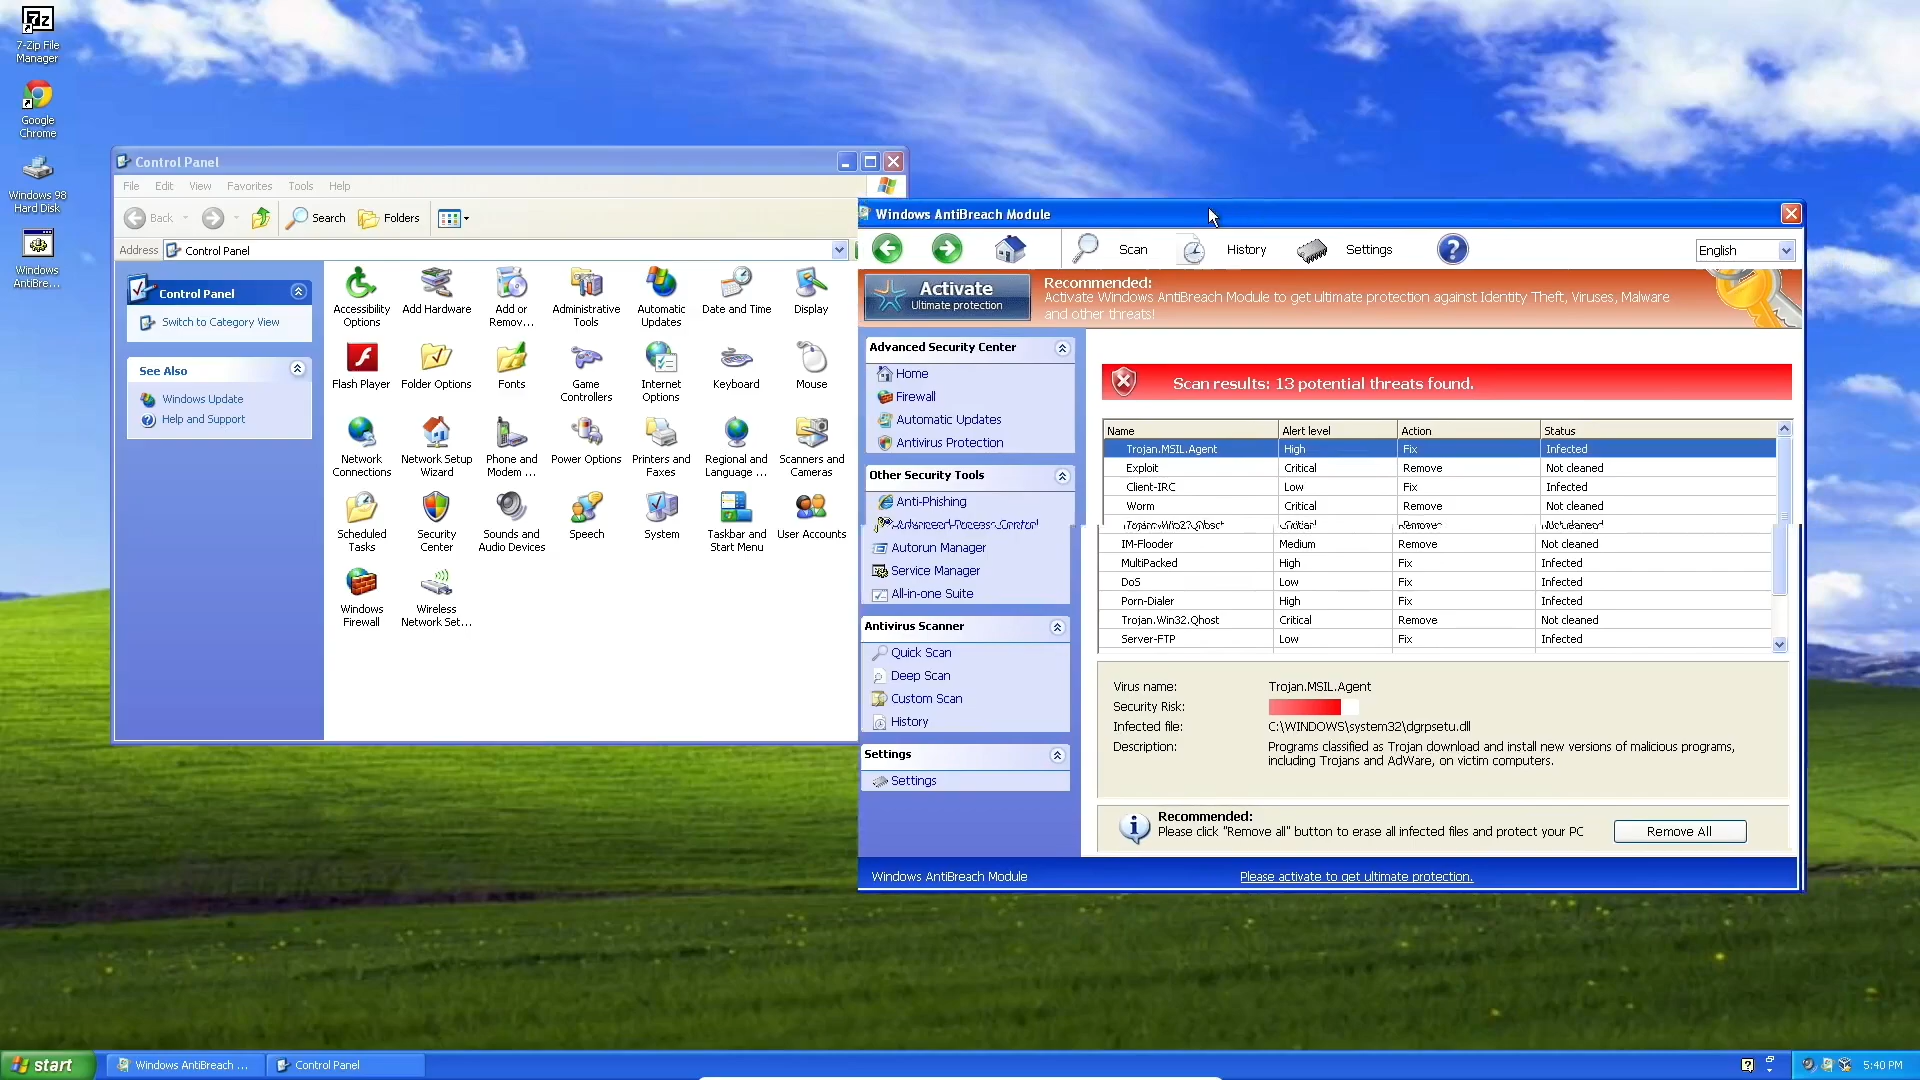 7-Zip File
Manager
Google
Chrome
Windows 98
Hard Disk
Windows
AntiBre...
Control Panel
File Edit View Favorites Tools Help
Back Search Folders
Address Control Panel
Control Panel
Switch to Category View
See Also
Windows Update
Help and Support
Accessibility
Options
Add Hardware
Add or
Remov...
Administrative
Tools
Automatic
Updates
Date and Time
Display
Flash Player
Folder Options
Fonts
Game
Controllers
Internet
Options
Keyboard
Mouse
Network
Connections
Network Setup
Wizard
Phone and
Modem ...
Power Options
Printers and
Faxes
Regional and
Language ...
Scanners and
Cameras
Scheduled
Tasks
Security
Center
Sounds and
Audio Devices
Speech
System
Taskbar and
Start Menu
User Accounts
Windows
Firewall
Wireless
Network Set...
Windows AntiBreach Module
Scan History Settings English
Activate
Ultimate protection
Recommended:
Activate Windows AntiBreach Module to get ultimate protection against Identity Theft, Viruses, Malware
and other threats!
Advanced Security Center
Home
Firewall
Automatic Updates
Antivirus Protection
Other Security Tools
Anti-Phishing
Advanced Process Control
Autorun Manager
Service Manager
All-in-one Suite
Antivirus Scanner
Quick Scan
Deep Scan
Custom Scan
History
Settings
Settings
Scan results: 13 potential threats found.
Name Alert level Action Status
Trojan.MSIL.Agent High Fix Infected
Exploit Critical Remove Not cleaned
Client-IRC Low Fix Infected
Worm Critical Remove Not cleaned
Trojan.Win32.Qhost Critical Remove Not cleaned
IM-Flooder Medium Remove Not cleaned
MultiPacked High Fix Infected
DoS Low Fix Infected
Porn-Dialer High Fix Infected
Trojan.Win32.Qhost Critical Remove Not cleaned
Server-FTP Low Fix Infected
Virus name: Trojan.MSIL.Agent
Security Risk:
Infected file: C:\WINDOWS\system32\dgrpsetu.dll
Description: Programs classified as Trojan download and install new versions of malicious programs,
including Trojans and AdWare, on victim computers.
Recommended:
Please click "Remove all" button to erase all infected files and protect your PC
Remove All
Windows AntiBreach Module
Please activate to get ultimate protection.
start
Windows AntiBreach ...
Control Panel
5:40 PM